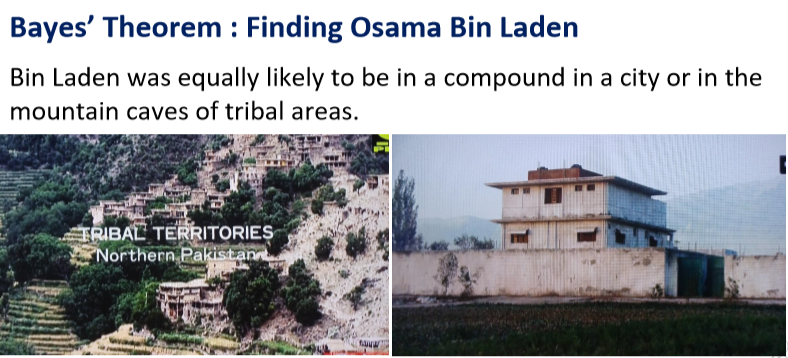 Bayes’ Theorem : Finding Osama Bin Laden
Bin Laden was equally likely to be in a compound in a city or in the
mountain caves of tribal areas.
TRIBAL TERRITORIES
Northern Pakistan